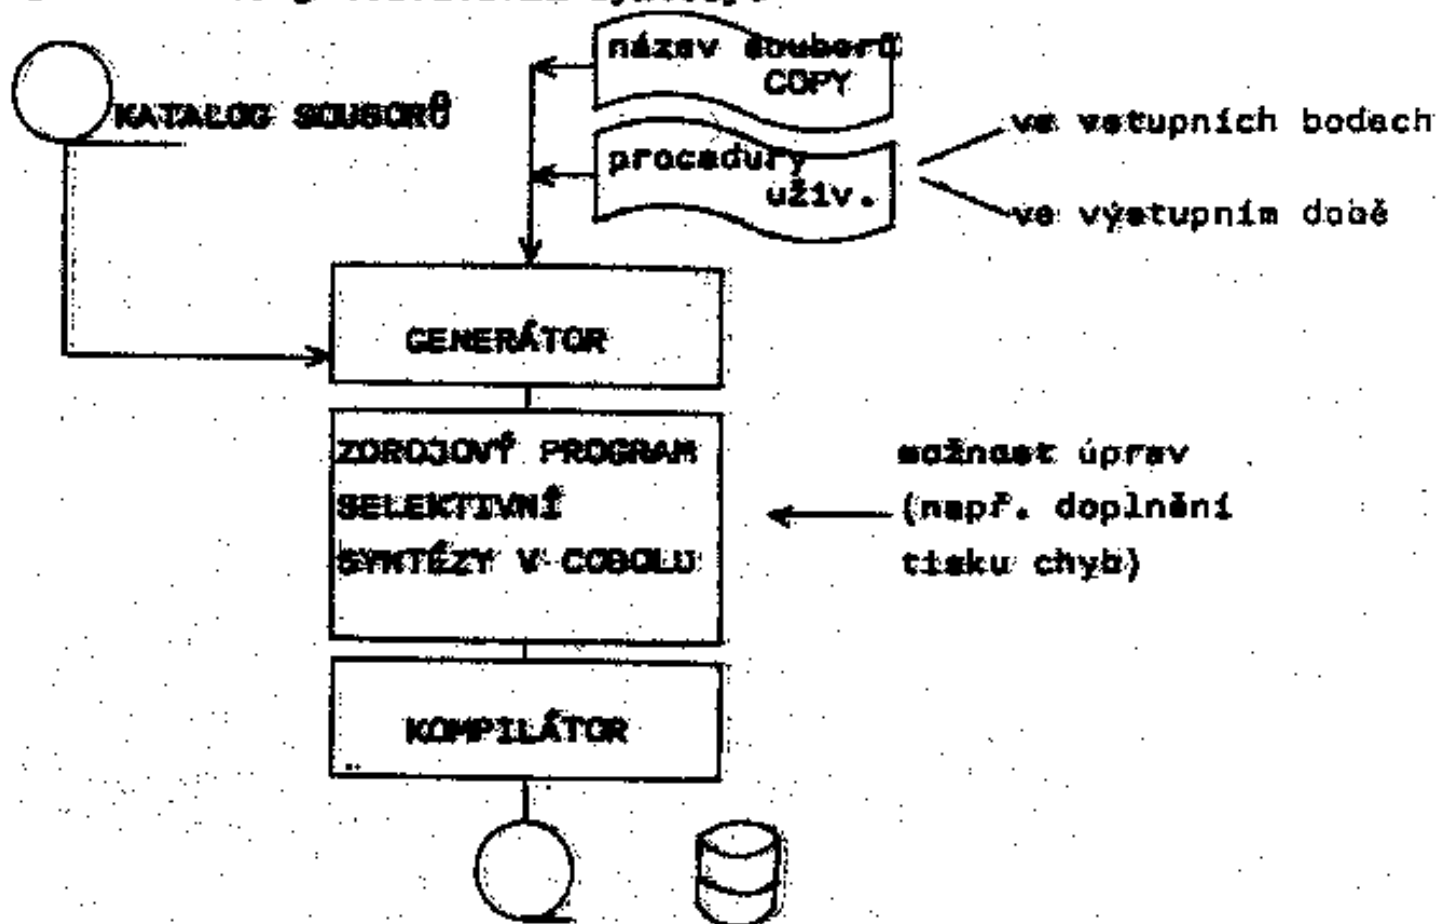 název souborů
COPY
KATALOG SOUBORŮ
procedury
uživ.
ve vstupních bodech
ve výstupním době
GENERÁTOR
ZDROJOVÝ PROGRAM
SELEKTIVNÍ
SYNTÉZY V COBOLU
možnost úprav
(např. doplnění
tisku chyb)
KOMPILÁTOR